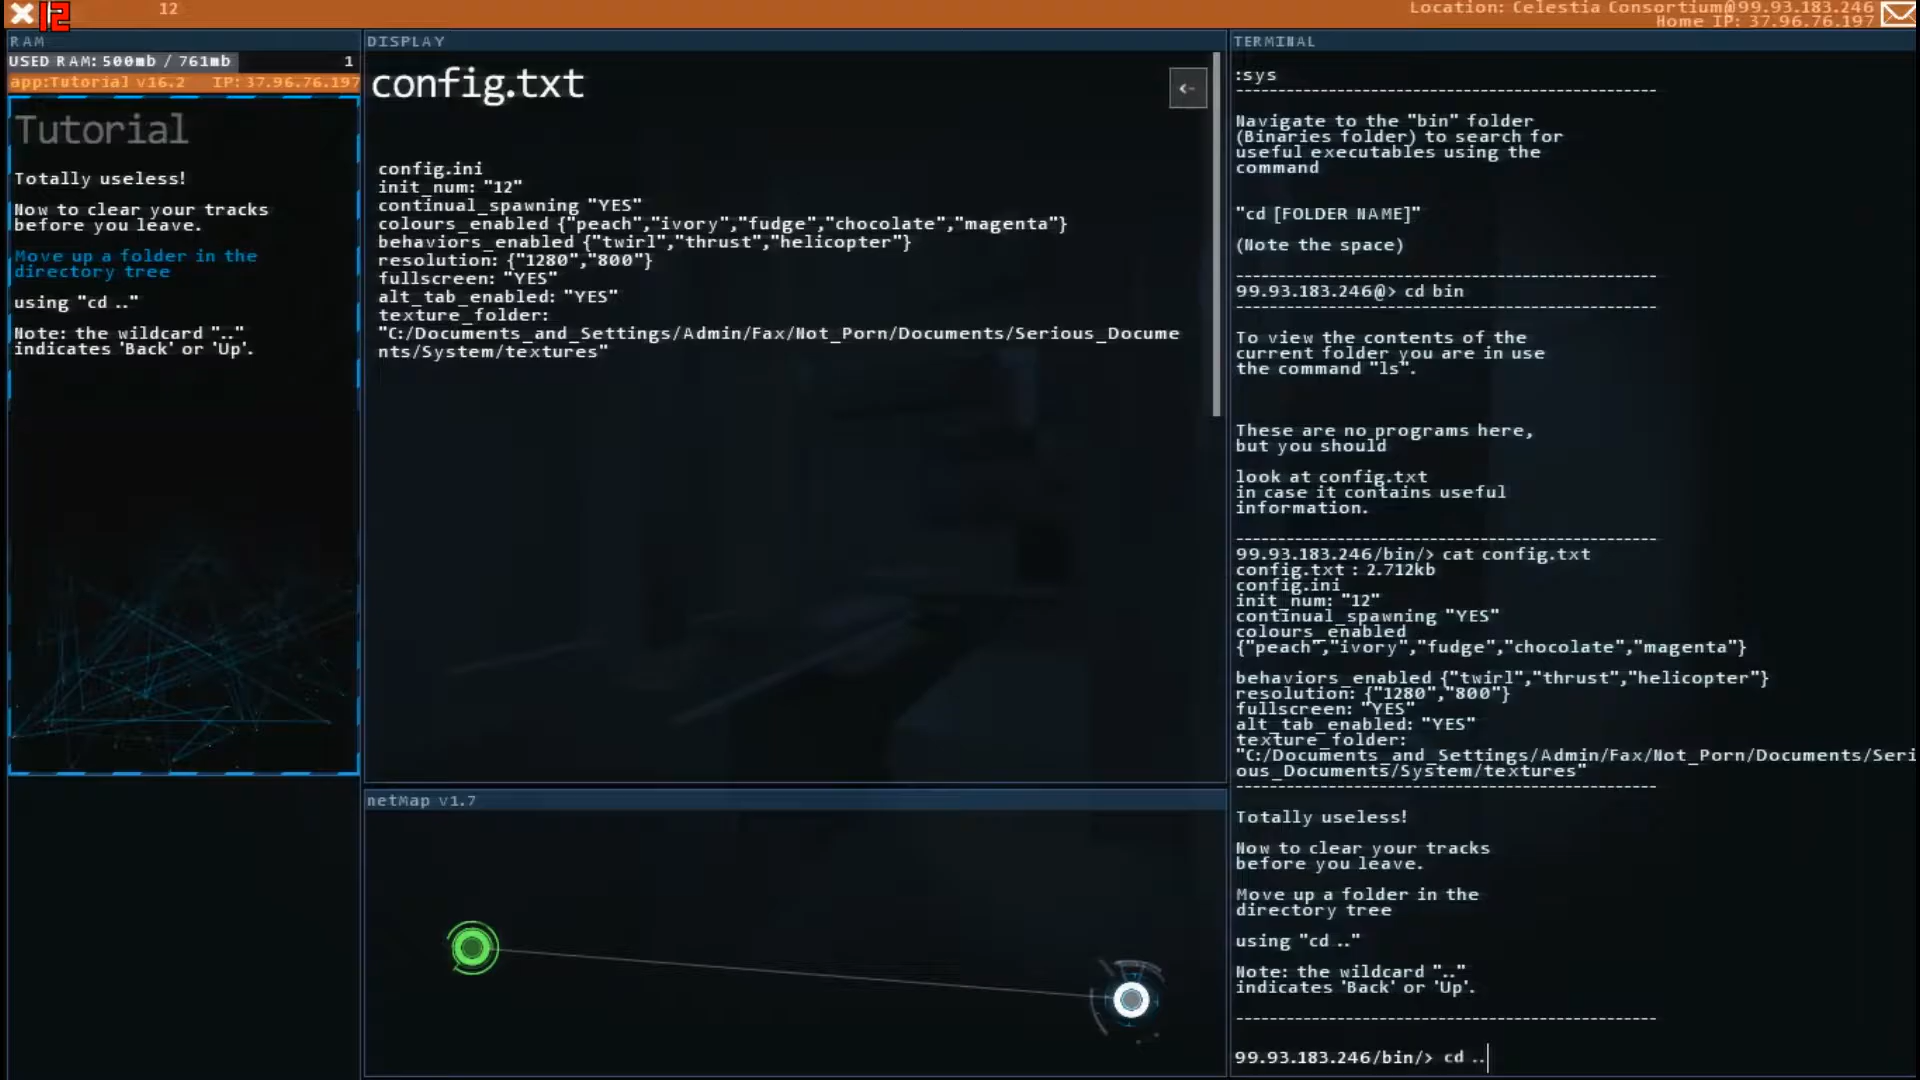 12
12
Location: Celestia Consortium@99.93.183.246
Home IP: 37.96.76.197
RAM
USED RAM: 500mb / 761mb 1
app:Tutorial v16.2 IP: 37.96.76.197
Tutorial
Totally useless!
Now to clear your tracks
before you leave.
Move up a folder in the
directory tree
using "cd .."
Note: the wildcard ".."
indicates 'Back' or 'Up'.
DISPLAY
config.txt
<-
config.ini
init_num: "12"
continual_spawning "YES"
colours_enabled {"peach","ivory","fudge","chocolate","magenta"}
behaviors_enabled {"twirl","thrust","helicopter"}
resolution: {"1280","800"}
fullscreen: "YES"
alt_tab_enabled: "YES"
texture_folder:
"C:/Documents_and_Settings/Admin/Fax/Not_Porn/Documents/Serious_Docume
nts/System/textures"
netMap v1.7
TERMINAL
:sys
--------------------------------------------------
Navigate to the "bin" folder
(Binaries folder) to search for
useful executables using the
command
"cd [FOLDER NAME]"
(Note the space)
--------------------------------------------------
99.93.183.246@> cd bin
--------------------------------------------------
To view the contents of the
current folder you are in use
the command "ls".
These are no programs here,
but you should
look at config.txt
in case it contains useful
information.
--------------------------------------------------
99.93.183.246/bin/> cat config.txt
config.txt : 2.712kb
config.ini
init_num: "12"
continual_spawning "YES"
colours_enabled
{"peach","ivory","fudge","chocolate","magenta"}
behaviors_enabled {"twirl","thrust","helicopter"}
resolution: {"1280","800"}
fullscreen: "YES"
alt_tab_enabled: "YES"
texture_folder:
"C:/Documents_and_Settings/Admin/Fax/Not_Porn/Documents/Seri
ous_Documents/System/textures"
--------------------------------------------------
Totally useless!
Now to clear your tracks
before you leave.
Move up a folder in the
directory tree
using "cd .."
Note: the wildcard ".."
indicates 'Back' or 'Up'.
--------------------------------------------------
99.93.183.246/bin/> cd ..